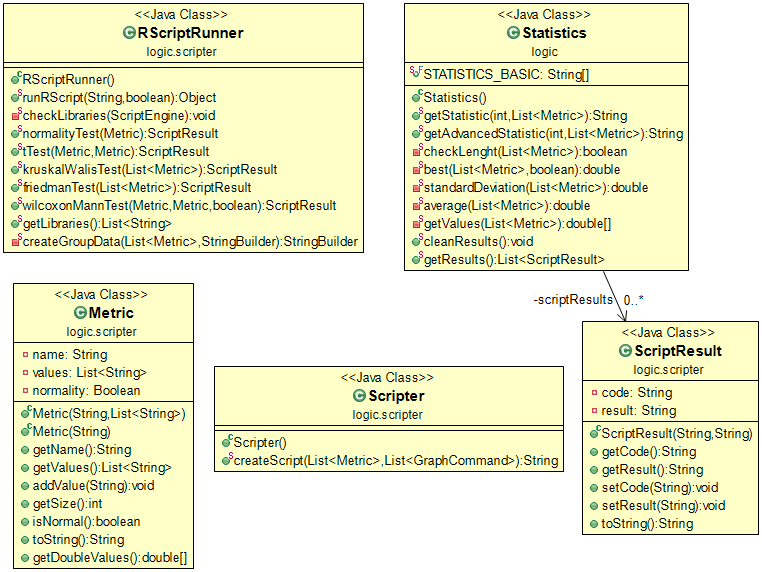 <<Java Class>>
RScriptRunner
logic.scripter
RScriptRunner()
runRScript(String,boolean):Object
checkLibraries(ScriptEngine):void
normalityTest(Metric):ScriptResult
tTest(Metric,Metric):ScriptResult
kruskalWalisTest(List<Metric>):ScriptResult
friedmanTest(List<Metric>):ScriptResult
wilcoxonMannTest(Metric,Metric,boolean):ScriptResult
getLibraries():List<String>
createGroupData(List<Metric>,StringBuilder):StringBuilder
<<Java Class>>
Statistics
logic
STATISTICS_BASIC: String[]
Statistics()
getStatistic(int,List<Metric>):String
getAdvancedStatistic(int,List<Metric>):String
checkLenght(List<Metric>):boolean
best(List<Metric>,boolean):double
standardDeviation(List<Metric>):double
average(List<Metric>):double
getValues(List<Metric>):double[]
cleanResults():void
getResults():List<ScriptResult>
-scriptResults 0..*
<<Java Class>>
Metric
logic.scripter
name: String
values: List<String>
normality: Boolean
Metric(String,List<String>)
Metric(String)
getName():String
getValues():List<String>
addValue(String):void
getSize():int
isNormal():boolean
toString():String
getDoubleValues():double[]
<<Java Class>>
Scripter
logic.scripter
Scripter()
createScript(List<Metric>,List<GraphCommand>):String
<<Java Class>>
ScriptResult
logic.scripter
code: String
result: String
ScriptResult(String,String)
getCode():String
getResult():String
setCode(String):void
setResult(String):void
toString():String